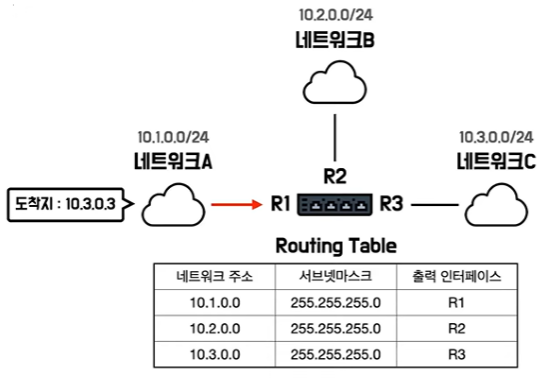 10.2.0.0/24
네트워크B
10.1.0.0/24
네트워크A
10.3.0.0/24
네트워크C
도착지 : 10.3.0.3
R1
R2
R3
Routing Table
네트워크 주소 서브넷마스크 출력 인터페이스
10.1.0.0 255.255.255.0 R1
10.2.0.0 255.255.255.0 R2
10.3.0.0 255.255.255.0 R3